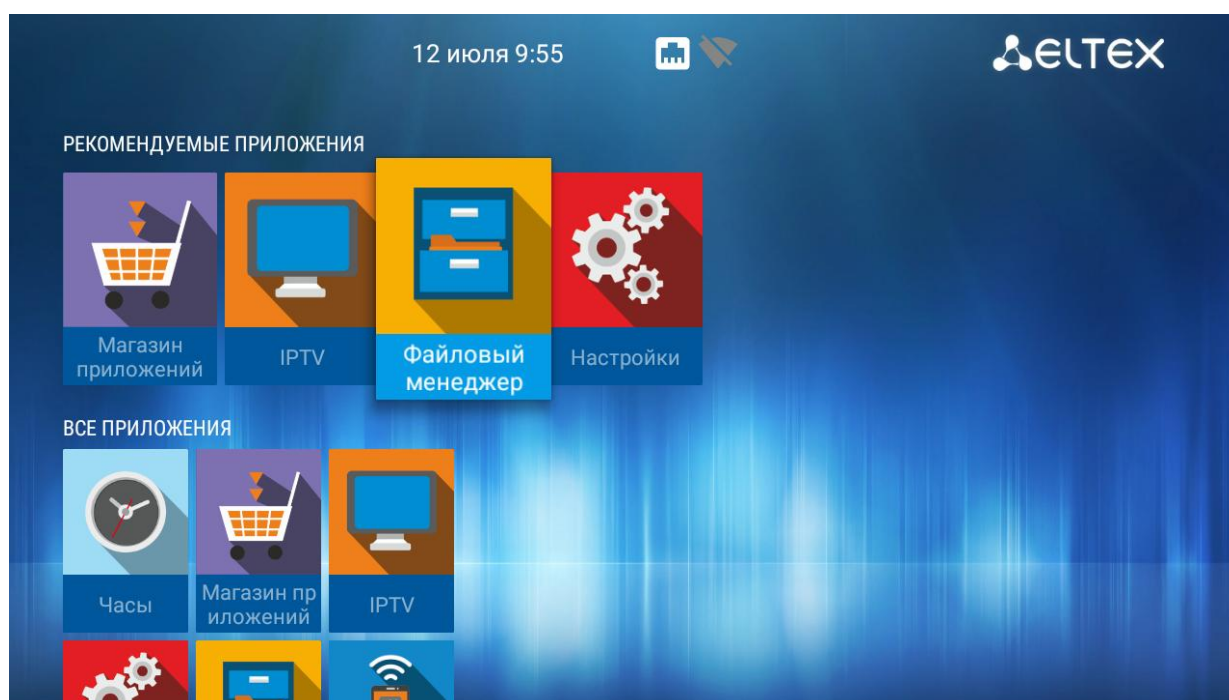 12 июля 9:55
ELTEX
РЕКОМЕНДУЕМЫЕ ПРИЛОЖЕНИЯ
Магазин
приложений
IPTV
Файловый
менеджер
Настройки
ВСЕ ПРИЛОЖЕНИЯ
Часы
Магазин пр
иложений
IPTV